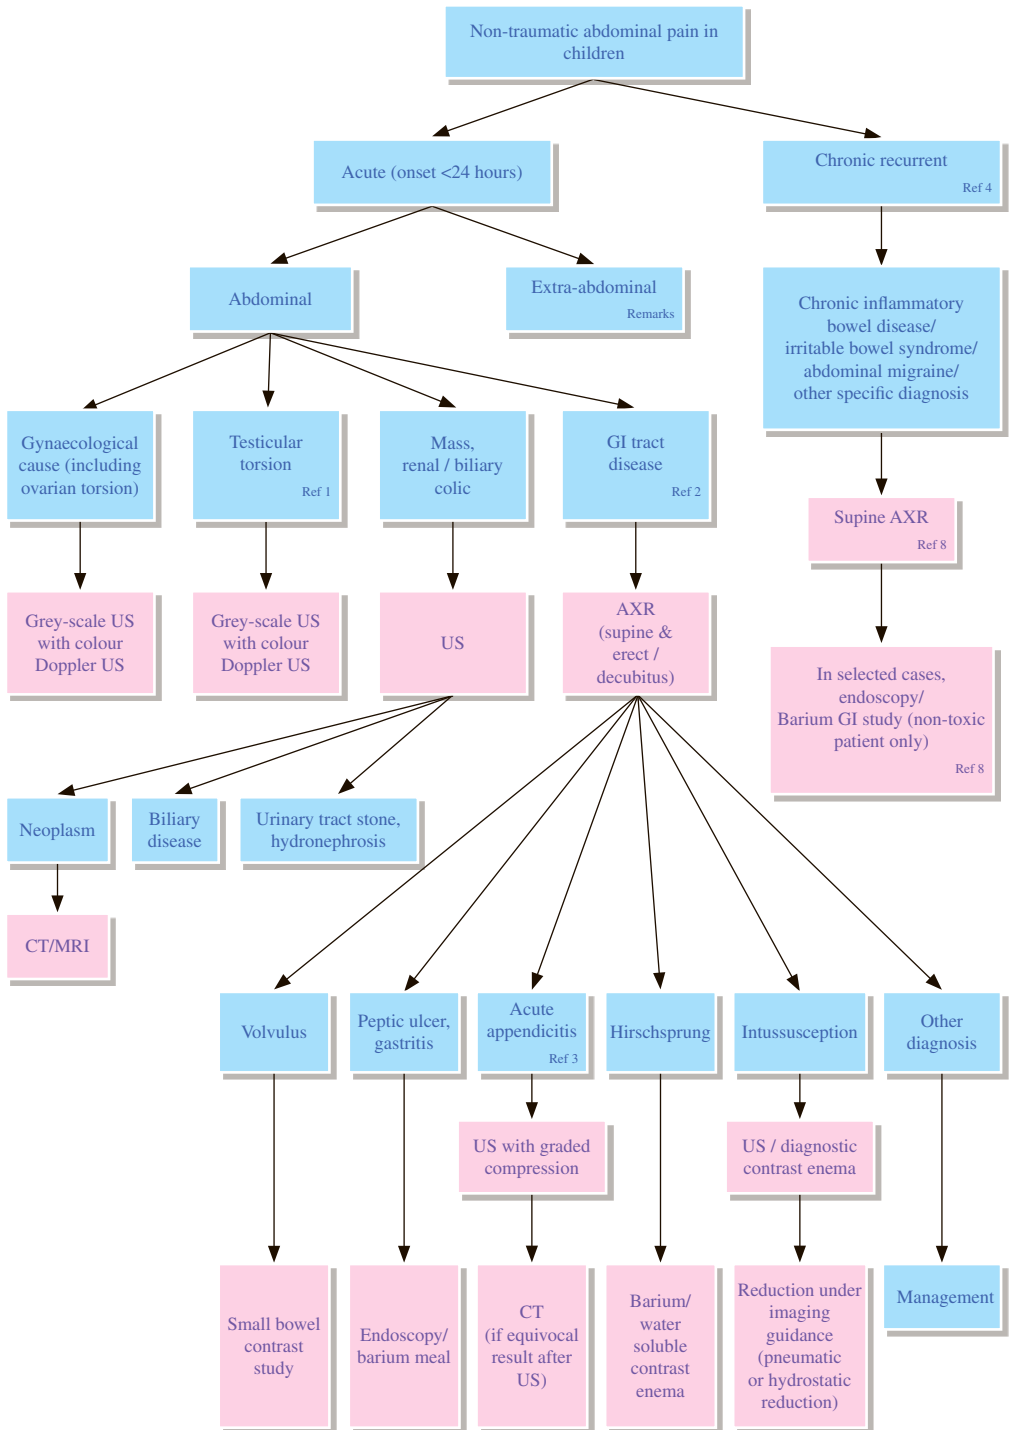 Non-traumatic abdominal pain in
children
Acute (onset <24 hours)
Chronic recurrent
Ref 4
Abdominal
Extra-abdominal
Remarks
Chronic inflammatory
bowel disease/
irritable bowel syndrome/
abdominal migraine/
other specific diagnosis
Gynaecological
cause (including
ovarian torsion)
Testicular
torsion
Ref 1
Mass,
renal / biliary
colic
GI tract
disease
Ref 2
Supine AXR
Ref 8
Grey-scale US
with colour
Doppler US
Grey-scale US
with colour
Doppler US
US
AXR
(supine &
erect /
decubitus)
In selected cases,
endoscopy/
Barium GI study (non-toxic
patient only)
Ref 8
Neoplasm
Biliary
disease
Urinary tract stone,
hydronephrosis
CT/MRI
Volvulus
Peptic ulcer,
gastritis
Acute
appendicitis
Ref 3
Hirschsprung
Intussusception
Other
diagnosis
US with graded
compression
US / diagnostic
contrast enema
Small bowel
contrast
study
Endoscopy/
barium meal
CT
(if equivocal
result after
US)
Barium/
water
soluble
contrast
enema
Reduction under
imaging
guidance
(pneumatic
or hydrostatic
reduction)
Management